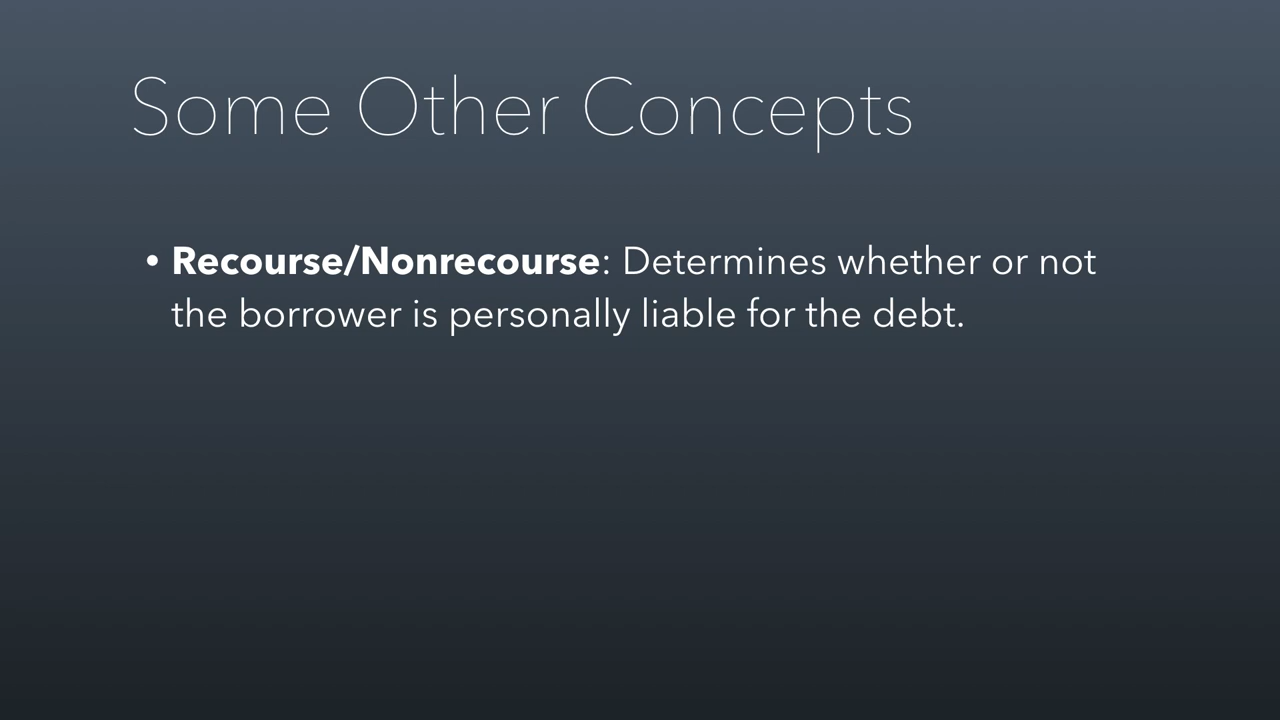 Some Other Concepts
• Recourse/Nonrecourse: Determines whether or not
the borrower is personally liable for the debt.